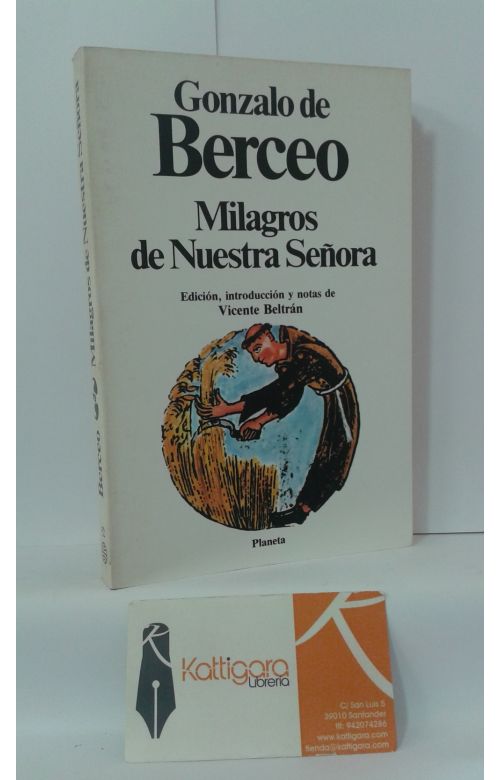 Gonzalo de
Berceo
Milagros
de Nuestra Señora
Edición, introducción y notas de
Vicente Beltrán
Planeta
Berceo
Milagros de Nuestra Señora
Kattigara
Librería
C/ San Luis 5
39010 Santander
tlf: 942074286
www.kattigara.com
tienda@kattigara.com